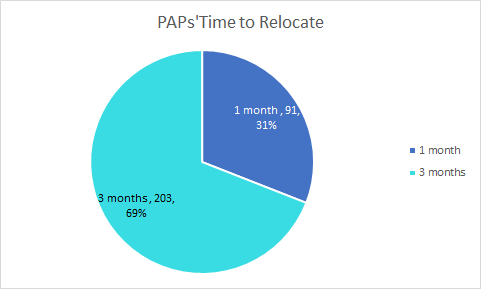 PAPs'Time to Relocate
1 month , 91,
31%
3 months , 203,
69%
1 month
3 months